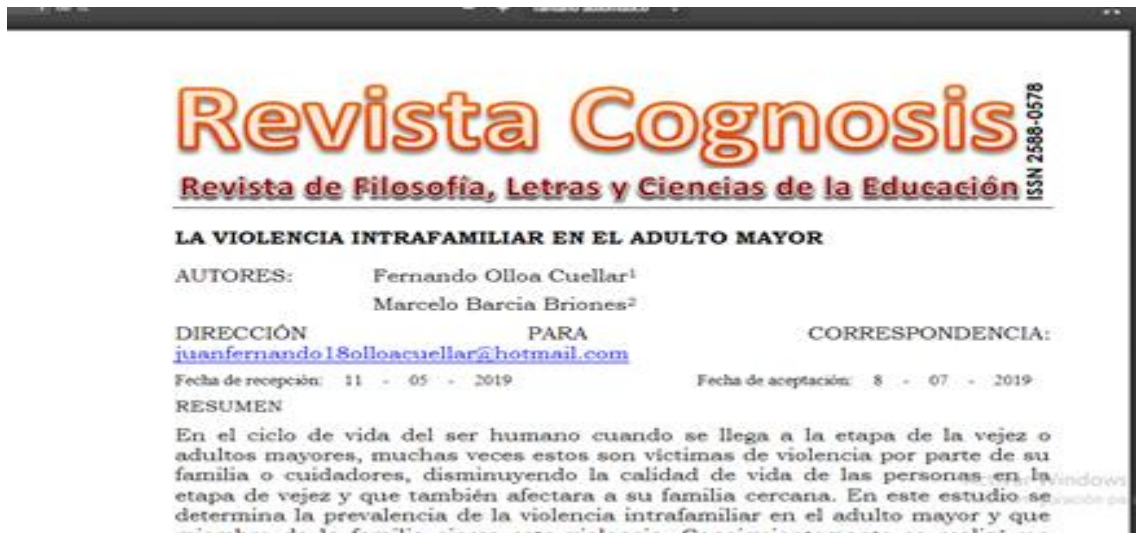 Revista Cognosis
ISSN 2588-0578
Revista de Filosofía, Letras y Ciencias de la Educación
LA VIOLENCIA INTRAFAMILIAR EN EL ADULTO MAYOR
AUTORES: Fernando Olloa Cuellar¹
Marcelo Barcia Briones²
DIRECCIÓN PARA CORRESPONDENCIA:
juanfernando18olloacuellar@hotmail.com
Fecha de recepción: 11 - 05 - 2019 Fecha de aceptación: 8 - 07 - 2019
RESUMEN
En el ciclo de vida del ser humano cuando se llega a la etapa de la vejez o
adultos mayores, muchas veces estos son víctimas de violencia por parte de su
familia o cuidadores, disminuyendo la calidad de vida de las personas en la
etapa de vejez y que también afectara a su familia cercana. En este estudio se
determina la prevalencia de la violencia intrafamiliar en el adulto mayor y que
Windows